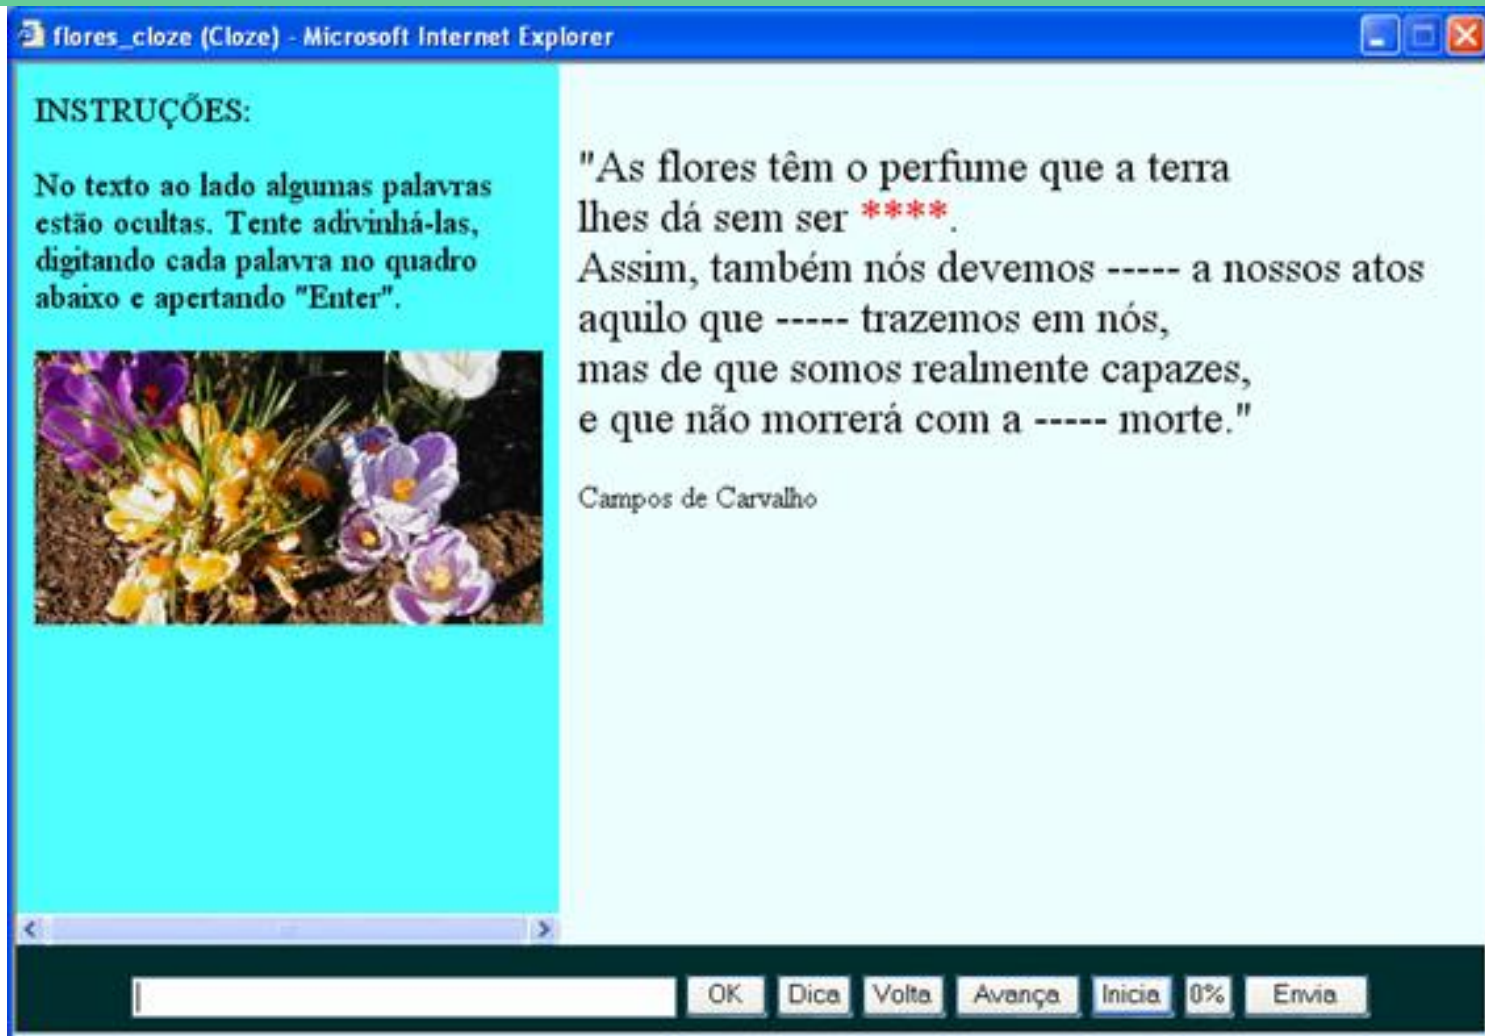 flores_cloze (Cloze) - Microsoft Internet Explorer
INSTRUÇÕES:
No texto ao lado algumas palavras
estão ocultas. Tente adivinhá-las,
digitando cada palavra no quadro
abaixo e apertando "Enter".
"As flores têm o perfume que a terra
lhes dá sem ser ****.
Assim, também nós devemos ----- a nossos atos
aquilo que ----- trazemos em nós,
mas de que somos realmente capazes,
e que não morrerá com a ----- morte."
Campos de Carvalho
OK Dica Volta Avança Inicia 0% Envia